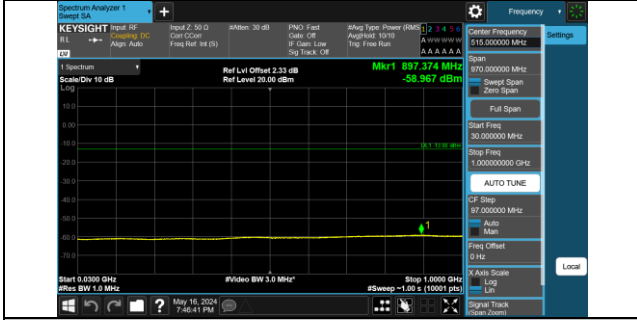 Spectrum Analyzer 1
Swept SA
+
Frequency
KEYSIGHT
Input: RF
Input Z: 50 Ω
#Atten: 30 dB
PNO: Fast
#Avg Type: Power (RMS
1 2 3 4 5 6
RL
Coupling: DC
Corr CCorr
Gate: Off
Avg|Hold: 10/10
A W W W W W
Align: Auto
Freq Ref: Int (S)
IF Gain: Low
Trig: Free Run
A A A A A A
Sig Track: Off
LXI
Center Frequency
515.000000 MHz
Settings
Span
970.000000 MHz
Swept Span
Zero Span
Full Span
Start Freq
30.000000 MHz
Stop Freq
1.000000000 GHz
AUTO TUNE
CF Step
97.000000 MHz
Auto
Man
Freq Offset
0 Hz
X Axis Scale
Log
Lin
Signal Track
(Span Zoom)
Local
1 Spectrum
Scale/Div 10 dB
Log
Ref Lvl Offset 2.33 dB
Ref Level 20.00 dBm
Mkr1 897.374 MHz
-58.967 dBm
10.0
0.00
-10.0
-20.0
-30.0
-40.0
-50.0
-60.0
-70.0
1
Start 0.0300 GHz
#Video BW 3.0 MHz*
Stop 1.0000 GHz
#Res BW 1.0 MHz
#Sweep ~1.00 s (10001 pts)
?
May 16, 2024
7:46:41 PM